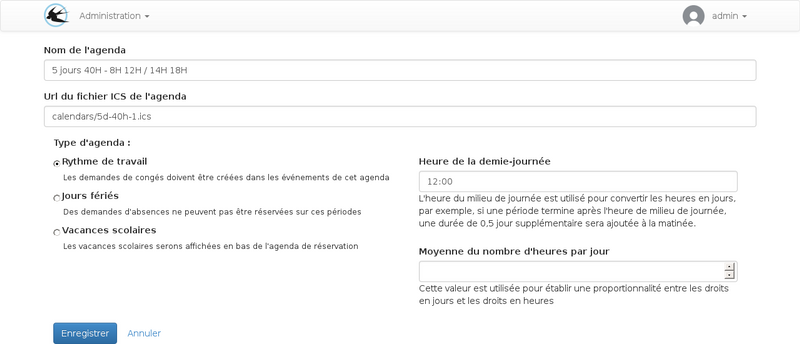 Administration
admin
Nom de l'agenda
5 jours 40H - 8H 12H / 14H 18H
Url du fichier ICS de l'agenda
calendars/5d-40h-1.ics
Type d'agenda :
Rythme de travail
Les demandes de congés doivent être créées dans les événements de cet agenda
Jours fériés
Des demandes d'absences ne peuvent pas être réservées sur ces périodes
Vacances scolaires
Les vacances scolaires serons affichées en bas de l'agenda de réservation
Heure de la demie-journée
12:00
L'heure du milieu de journée est utilisé pour convertir les heures en jours,
par exemple, si une période termine après l'heure de milieu de journée,
une durée de 0,5 jour supplémentaire sera ajoutée à la matinée.
Moyenne du nombre d'heures par jour
Cette valeur est utilisée pour établir une proportionnalité entre les droits
en jours et les droits en heures
Enregistrer
Annuler